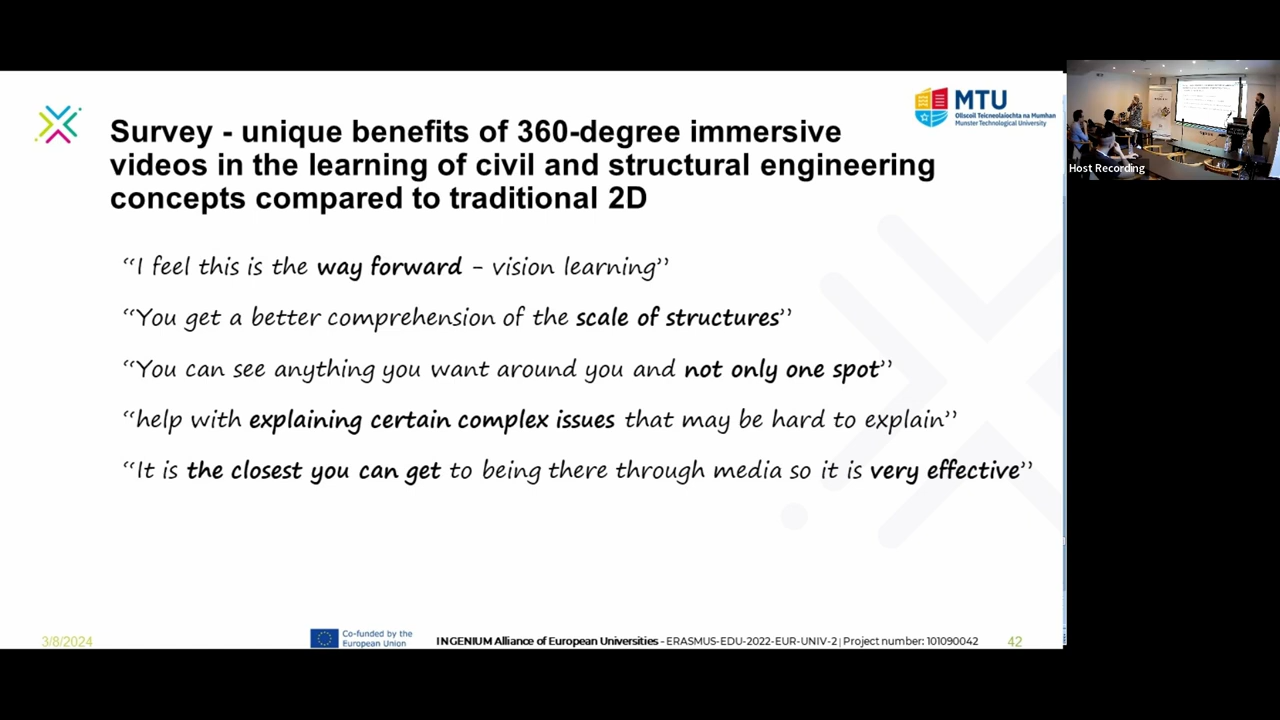 MTU
Ollscoil Teicneolaíochta na Mumhan
Munster Technological University
Survey - unique benefits of 360-degree immersive
videos in the learning of civil and structural engineering
concepts compared to traditional 2D
“I feel this is the way forward – vision learning”
“You get a better comprehension of the scale of structures”
“You can see anything you want around you and not only one spot”
“help with explaining certain complex issues that may be hard to explain”
“It is the closest you can get to being there through media so it is very effective”
3/8/2024
Co-funded by the
European Union
INGENIUM Alliance of European Universities - ERASMUS-EDU-2022-EUR-UNIV-2 | Project number: 101090042
42
Host Recording